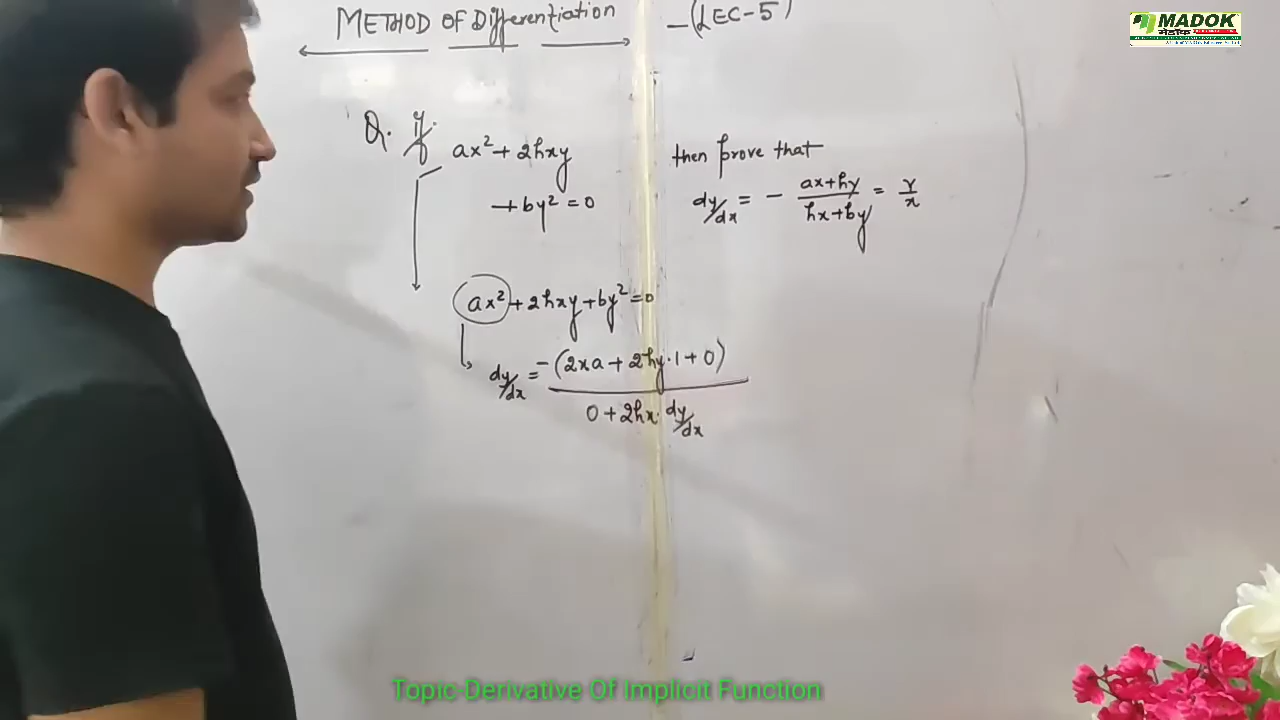 METHOD OF Differentiation -(LEC-5)
MADOK
Q. If. ax² + 2hxy
+ by² = 0
then prove that
dy/dx = - ax+hy/hx+by = y/x
ax² + 2hxy + by² = 0
dy/dx = -(2xa + 2hy·1 + 0)
0 + 2hx· dy/dx
Topic-Derivative Of Implicit Function